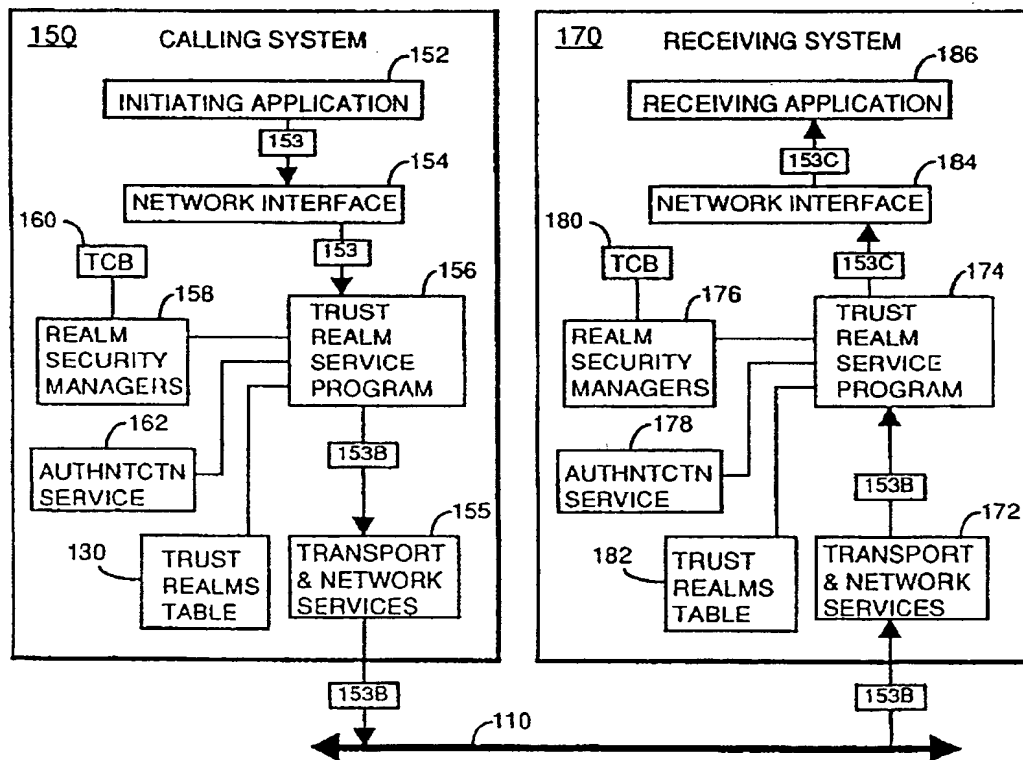 150 CALLING SYSTEM
152
INITIATING APPLICATION
153
154
NETWORK INTERFACE
160
TCB
153
156
158
REALM
SECURITY
MANAGERS
TRUST
REALM
SERVICE
PROGRAM
162
AUTHNTCTN
SERVICE
153B
155
130
TRUST
REALMS
TABLE
TRANSPORT
& NETWORK
SERVICES
153B
170 RECEIVING SYSTEM
186
RECEIVING APPLICATION
153C
184
NETWORK INTERFACE
180
TCB
153C
174
176
REALM
SECURITY
MANAGERS
TRUST
REALM
SERVICE
PROGRAM
178
AUTHNTCTN
SERVICE
153B
172
182
TRUST
REALMS
TABLE
TRANSPORT
& NETWORK
SERVICES
153B
110